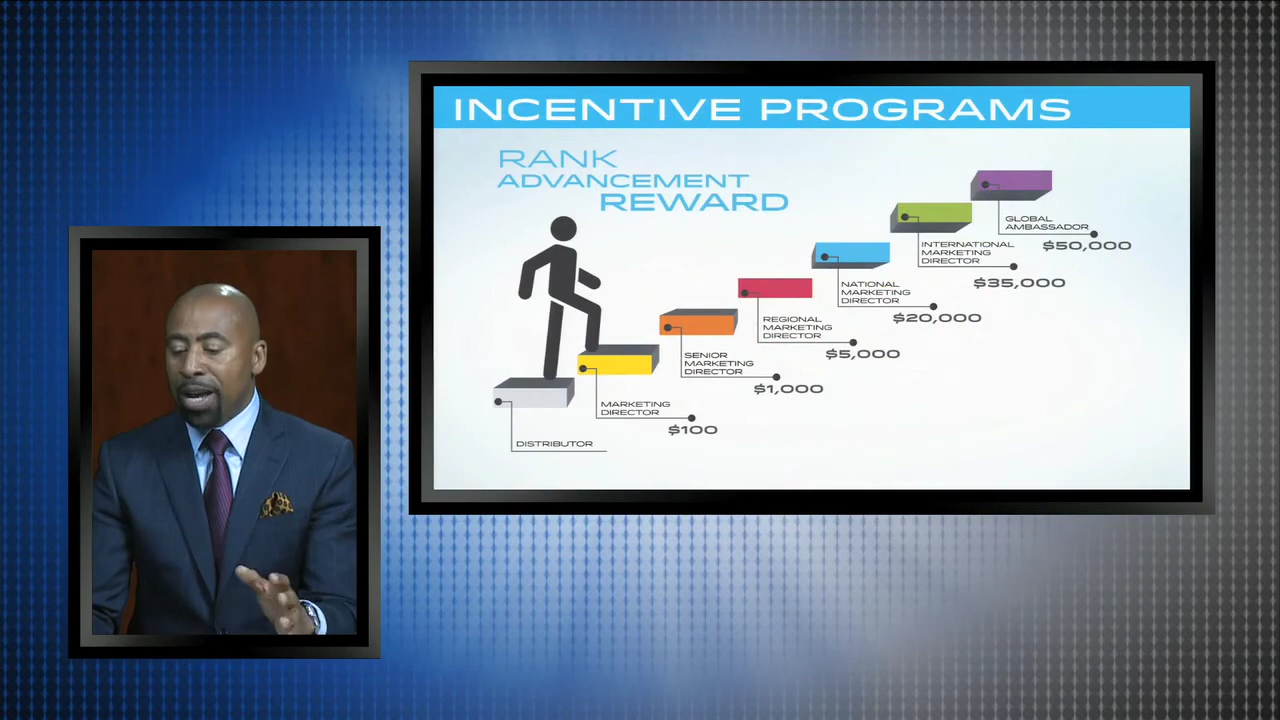 INCENTIVE PROGRAMS
RANK
ADVANCEMENT
REWARD
GLOBAL
AMBASSADOR
$50,000
INTERNATIONAL
MARKETING
DIRECTOR
$35,000
NATIONAL
MARKETING
DIRECTOR
$20,000
REGIONAL
MARKETING
DIRECTOR
$5,000
SENIOR
MARKETING
DIRECTOR
$1,000
MARKETING
DIRECTOR
$100
DISTRIBUTOR